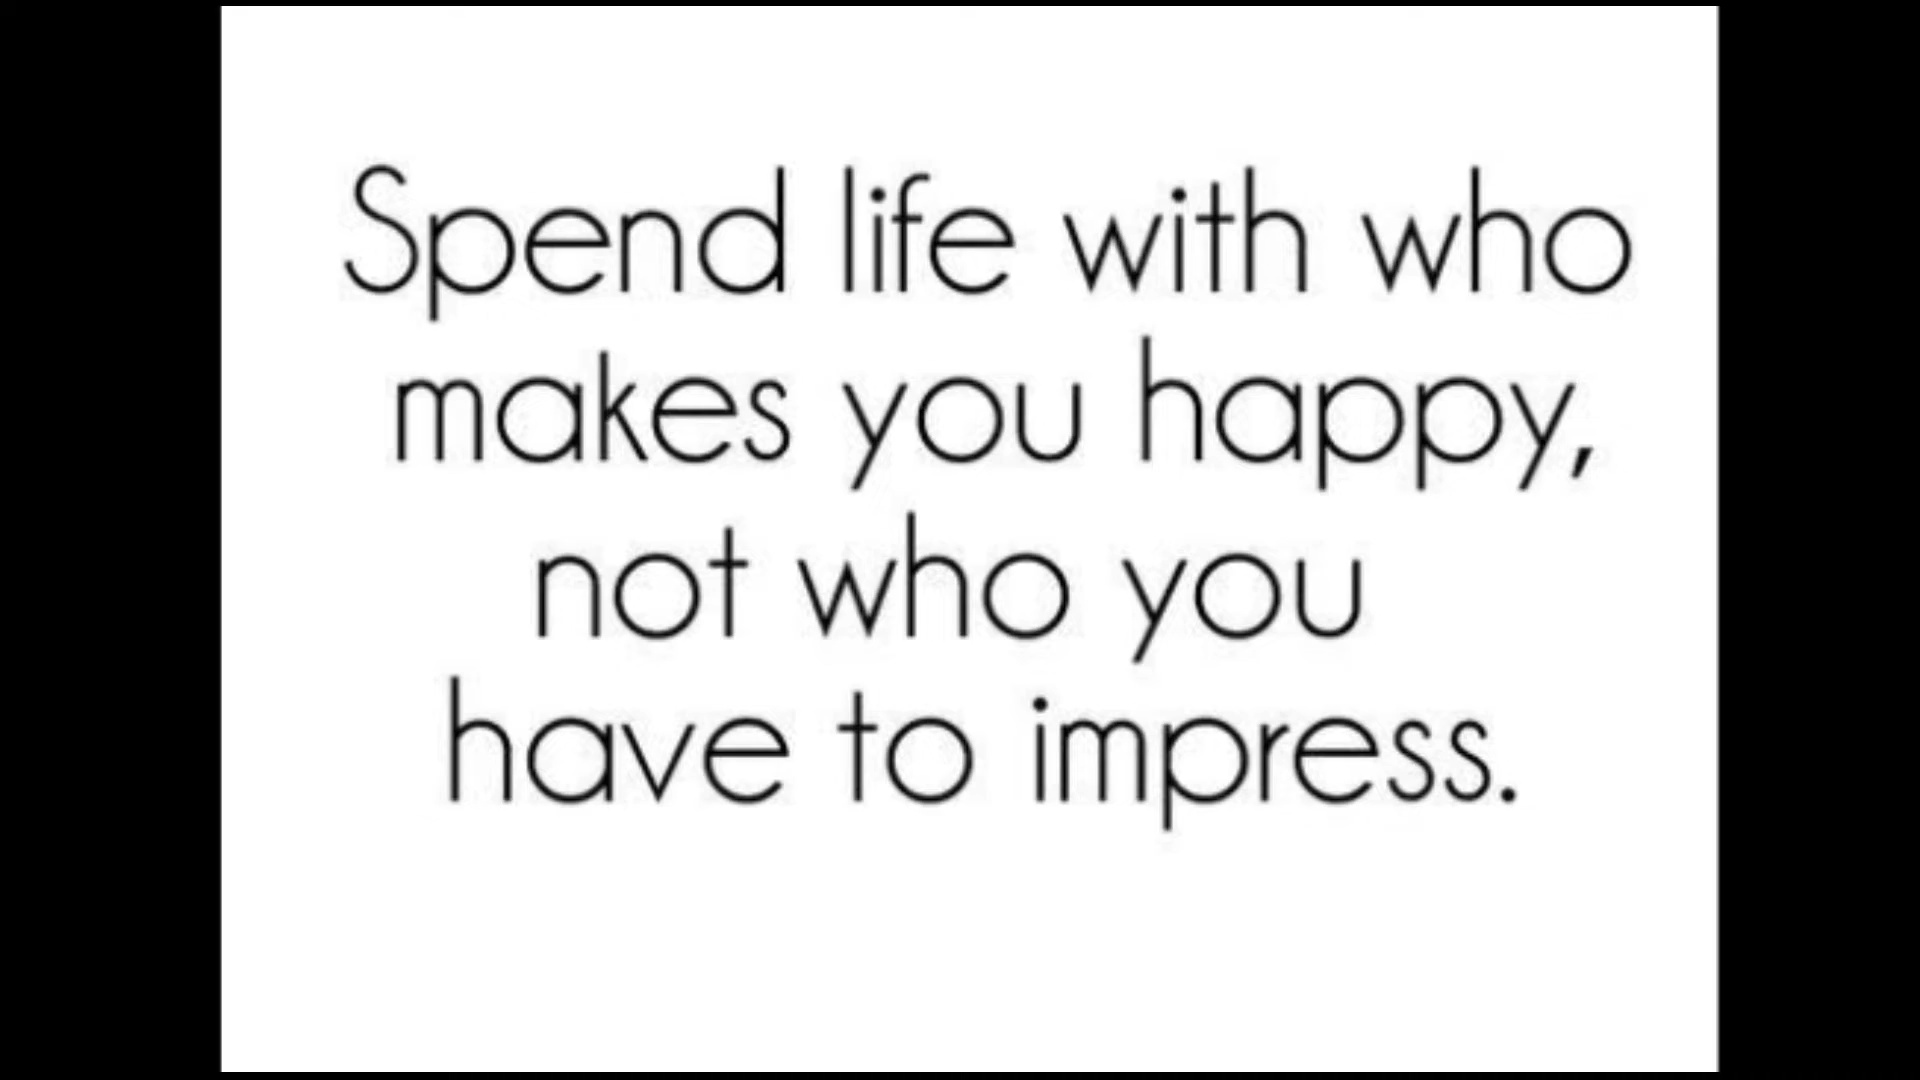 Spend life with who
makes you happy,
not who you
have to impress.